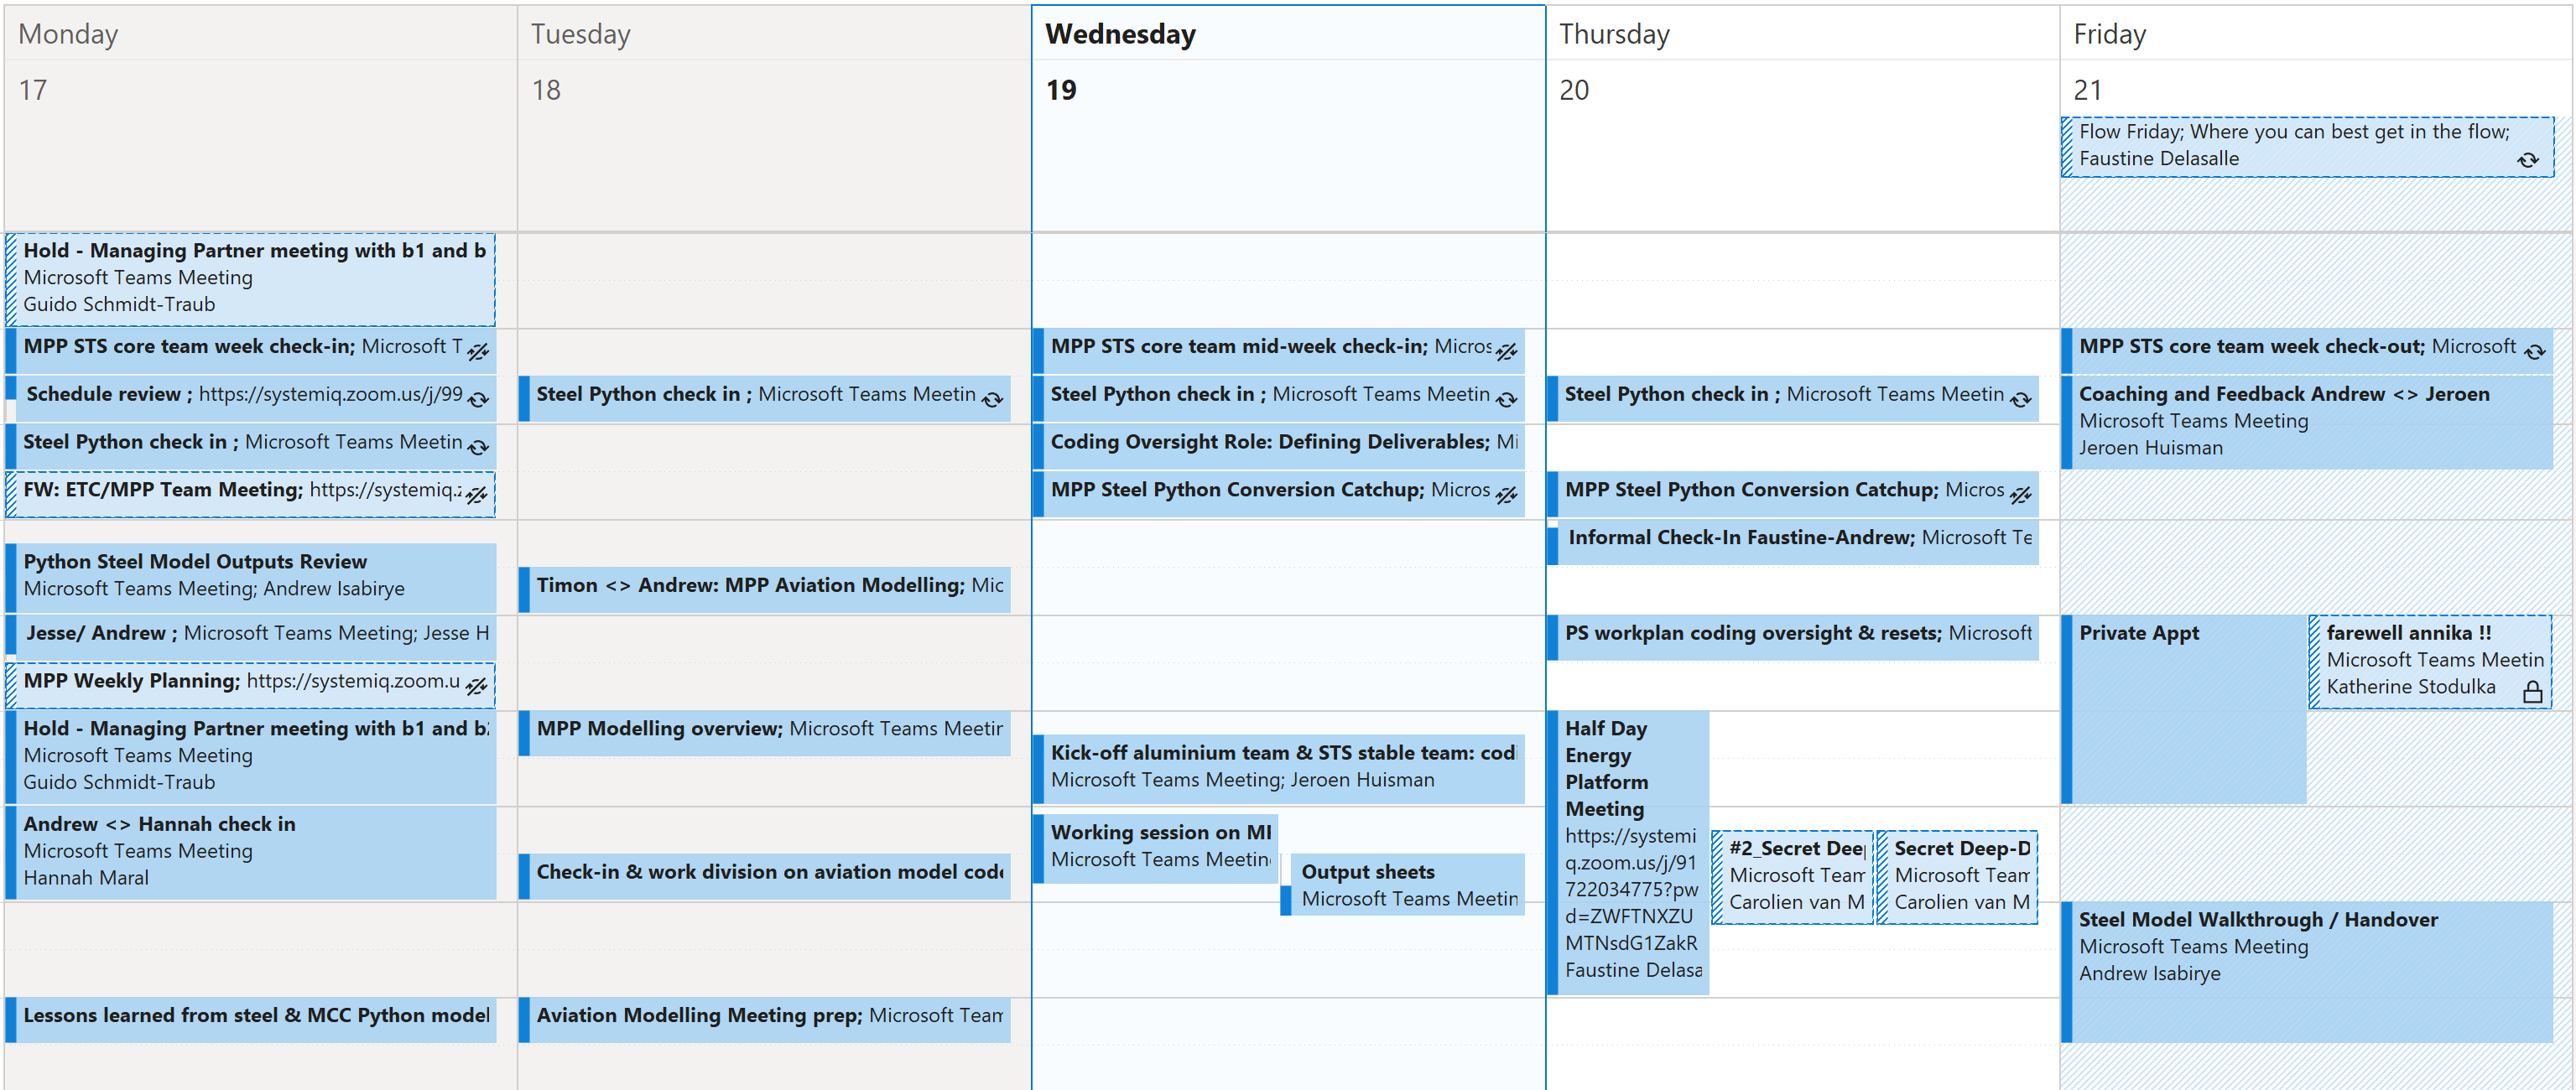 Monday
17
Hold - Managing Partner meeting with b1 and b
Microsoft Teams Meeting
Guido Schmidt-Traub
MPP STS core team week check-in; Microsoft T
Schedule review ; https://systemiq.zoom.us/j/99
Steel Python check in ; Microsoft Teams Meetin
FW: ETC/MPP Team Meeting; https://systemiq.z
Python Steel Model Outputs Review
Microsoft Teams Meeting; Andrew Isabirye
Jesse/ Andrew ; Microsoft Teams Meeting; Jesse H
MPP Weekly Planning; https://systemiq.zoom.u
Hold - Managing Partner meeting with b1 and b2
Microsoft Teams Meeting
Guido Schmidt-Traub
Andrew <> Hannah check in
Microsoft Teams Meeting
Hannah Maral
Lessons learned from steel & MCC Python model
Tuesday
18
Steel Python check in ; Microsoft Teams Meetin
Timon <> Andrew: MPP Aviation Modelling; Mic
MPP Modelling overview; Microsoft Teams Meetin
Check-in & work division on aviation model code
Aviation Modelling Meeting prep; Microsoft Team
Wednesday
19
MPP STS core team mid-week check-in; Micros
Steel Python check in ; Microsoft Teams Meetin
Coding Oversight Role: Defining Deliverables; Mi
MPP Steel Python Conversion Catchup; Micros
Kick-off aluminium team & STS stable team: codi
Microsoft Teams Meeting; Jeroen Huisman
Working session on MI
Microsoft Teams Meetin
Output sheets
Microsoft Teams Meetin
Thursday
20
Steel Python check in ; Microsoft Teams Meetin
MPP Steel Python Conversion Catchup; Micros
Informal Check-In Faustine-Andrew; Microsoft Te
PS workplan coding oversight & resets; Microsoft
Half Day
Energy
Platform
Meeting
https://systemi
q.zoom.us/j/91
722034775?pw
d=ZWFTNXZU
MTNsdG1ZakR
Faustine Delasa
#2_Secret Deep
Microsoft Team
Carolien van M
Secret Deep-D
Microsoft Team
Carolien van M
Friday
21
Flow Friday; Where you can best get in the flow;
Faustine Delasalle
MPP STS core team week check-out; Microsoft
Coaching and Feedback Andrew <> Jeroen
Microsoft Teams Meeting
Jeroen Huisman
Private Appt
farewell annika !!
Microsoft Teams Meetin
Katherine Stodulka
Steel Model Walkthrough / Handover
Microsoft Teams Meeting
Andrew Isabirye